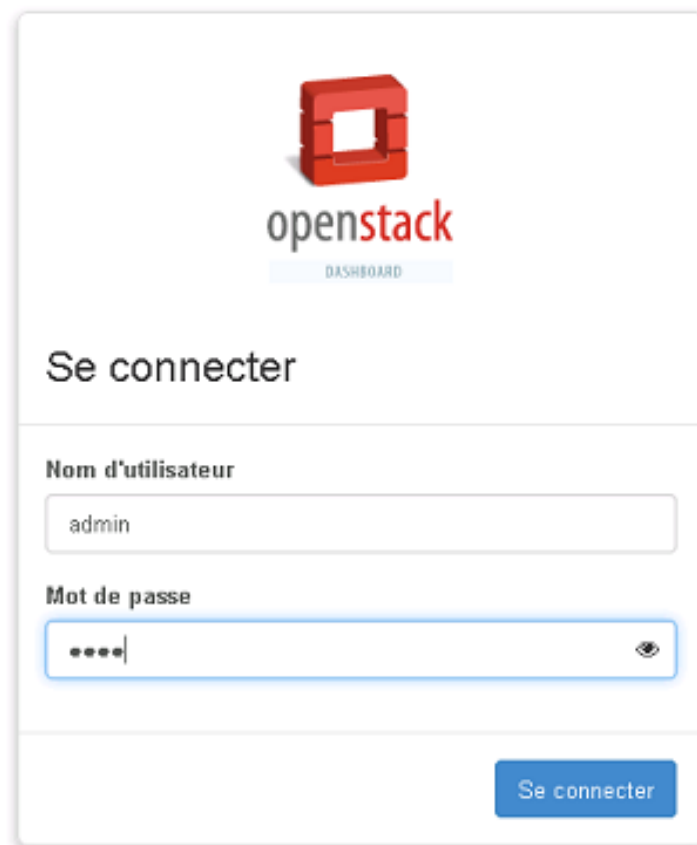 openstack
DASHBOARD
Se connecter
Nom d'utilisateur
admin
Mot de passe
••••
Se connecter